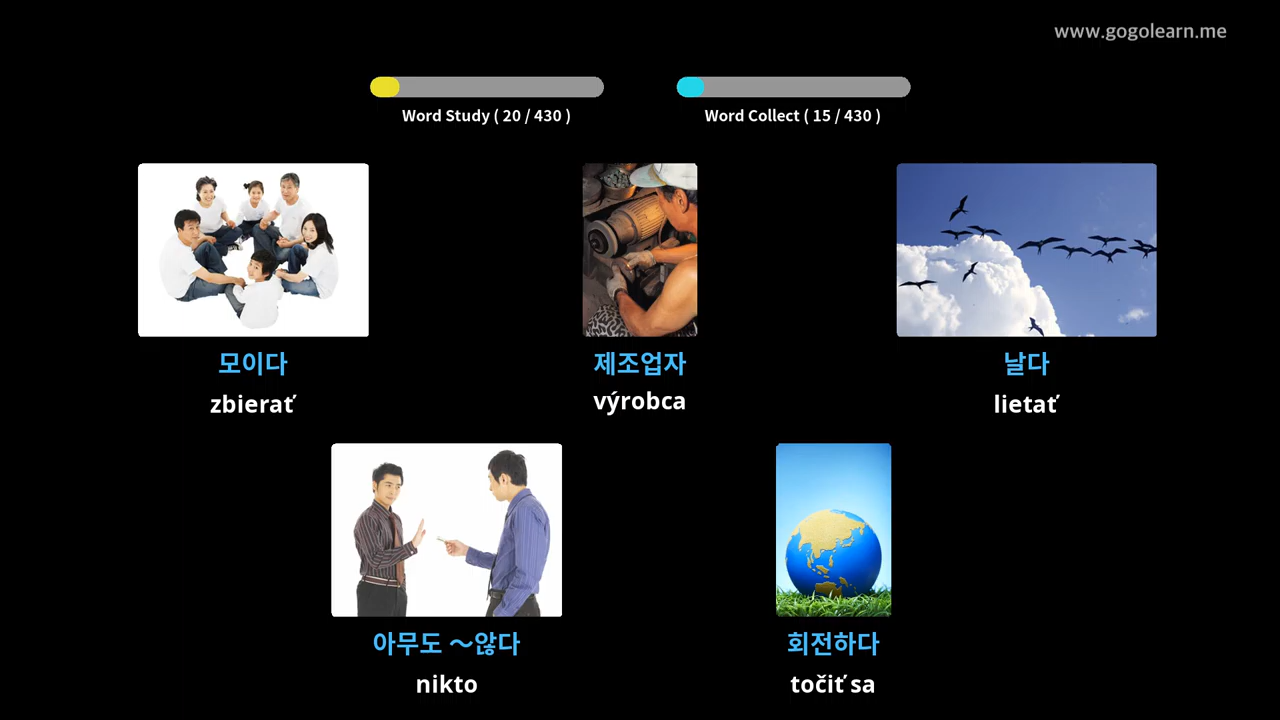 www.gogolearn.me
Word Study ( 20 / 430 )
Word Collect ( 15 / 430 )
모이다
zbierať
제조업자
výrobca
날다
lietať
아무도 ～않다
nikto
회전하다
točiť sa